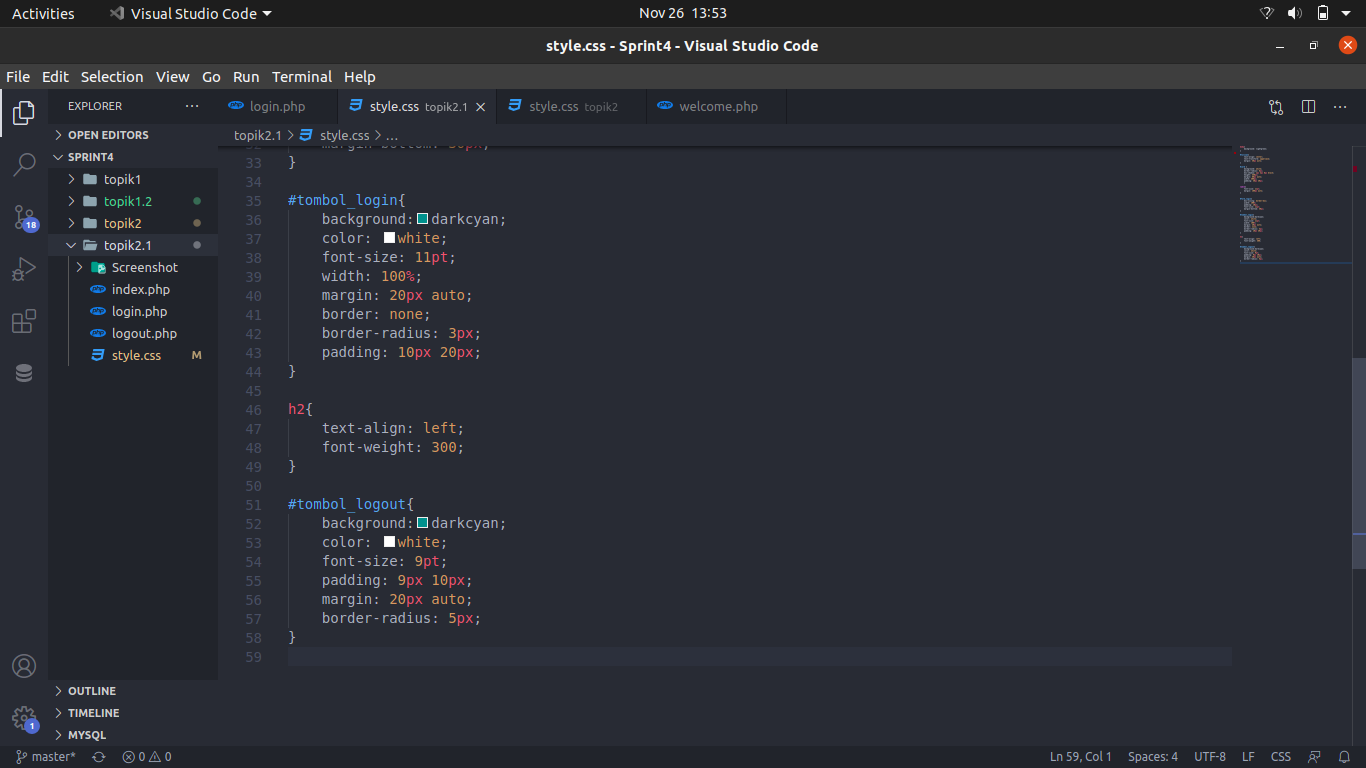 Activities Visual Studio Code Nov 26 13:53
style.css - Sprint4 - Visual Studio Code
File Edit Selection View Go Run Terminal Help
EXPLORER ...
login.php style.css topik2.1 style.css topik2 welcome.php ...
topik2.1 > style.css > ...
OPEN EDITORS
SPRINT4
topik1
topik1.2
topik2
topik2.1
Screenshot
index.php
login.php
logout.php
style.css M
18
33 }
34
35 #tombol_login{
36 background: darkcyan;
37 color: white;
38 font-size: 11pt;
39 width: 100%;
40 margin: 20px auto;
41 border: none;
42 border-radius: 3px;
43 padding: 10px 20px;
44 }
45
46 h2{
47 text-align: left;
48 font-weight: 300;
49 }
50
51 #tombol_logout{
52 background: darkcyan;
53 color: white;
54 font-size: 9pt;
55 padding: 9px 10px;
56 margin: 20px auto;
57 border-radius: 5px;
58 }
59
OUTLINE
TIMELINE
MYSQL
1
master* 0 0 Ln 59, Col 1 Spaces: 4 UTF-8 LF CSS